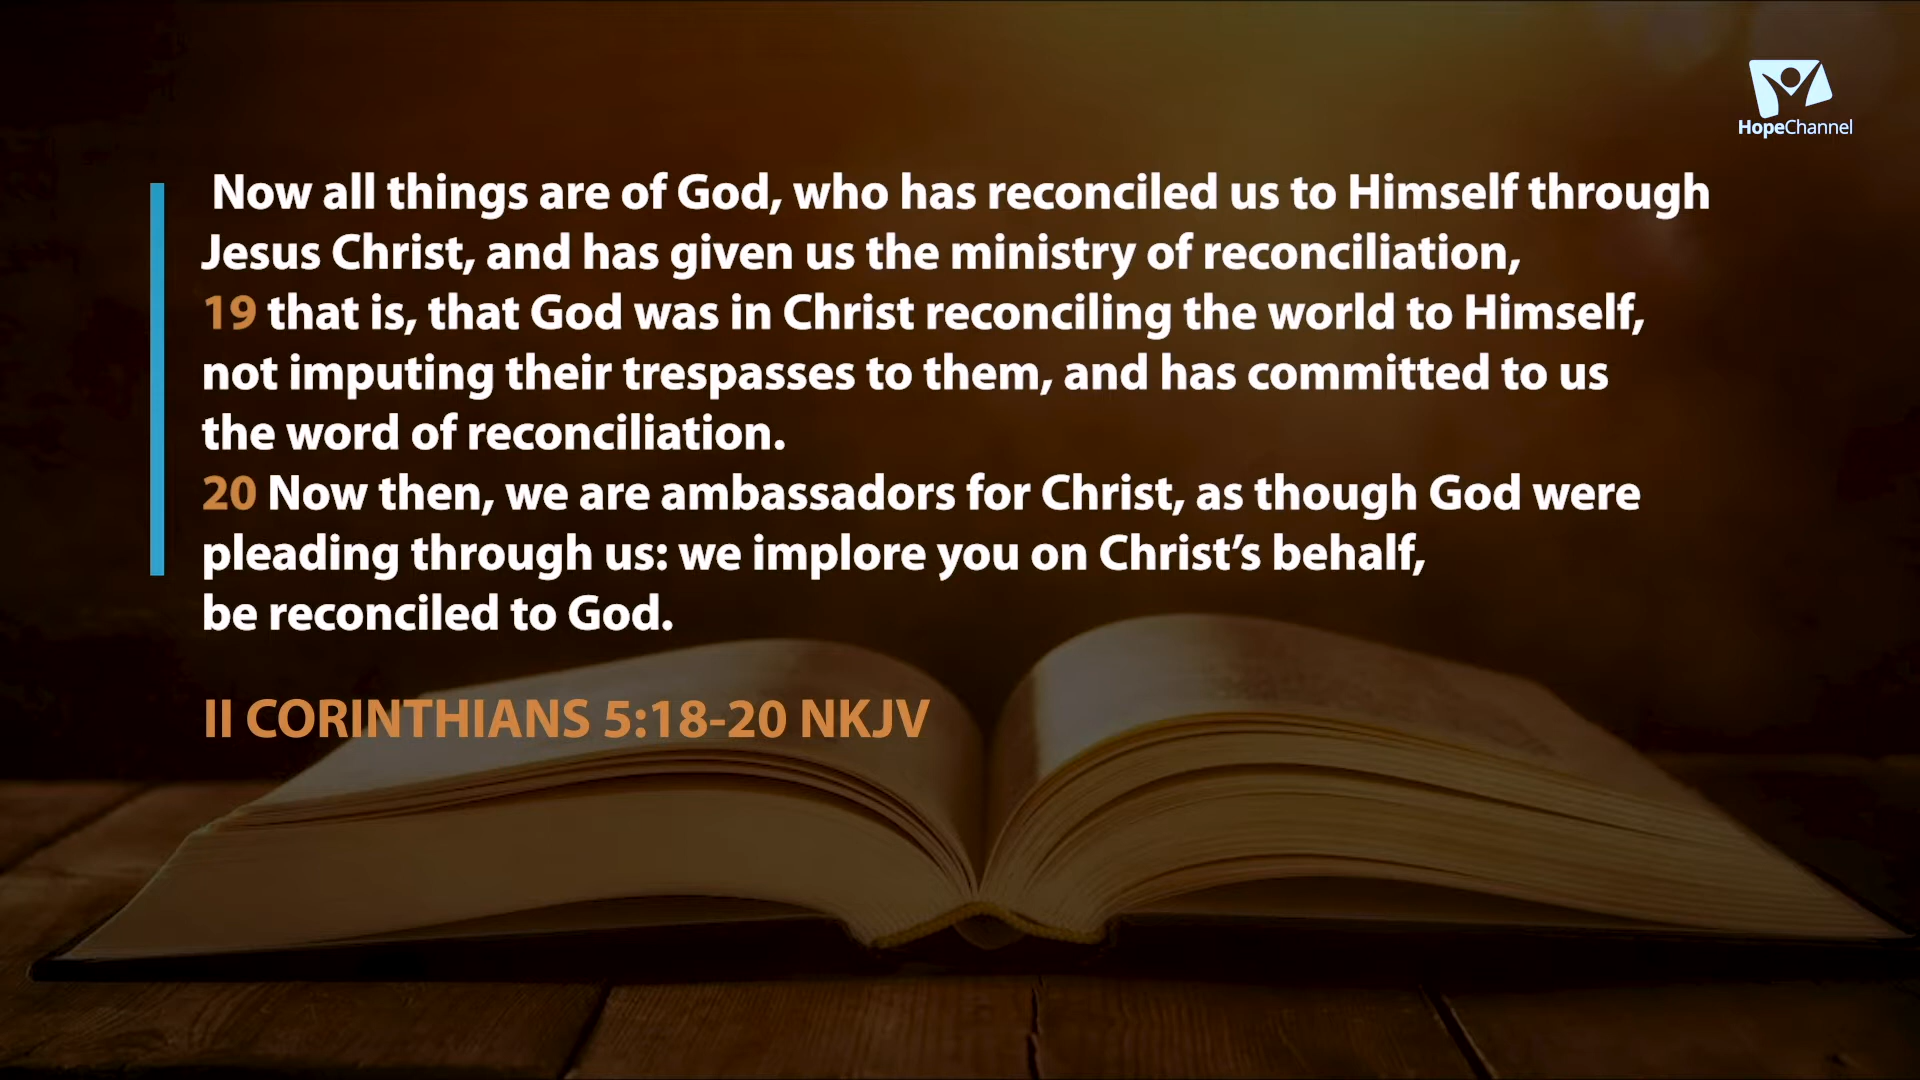 HopeChannel
Now all things are of God, who has reconciled us to Himself through
Jesus Christ, and has given us the ministry of reconciliation,
19 that is, that God was in Christ reconciling the world to Himself,
not imputing their trespasses to them, and has committed to us
the word of reconciliation.
20 Now then, we are ambassadors for Christ, as though God were
pleading through us: we implore you on Christ’s behalf,
be reconciled to God.
II CORINTHIANS 5:18-20 NKJV